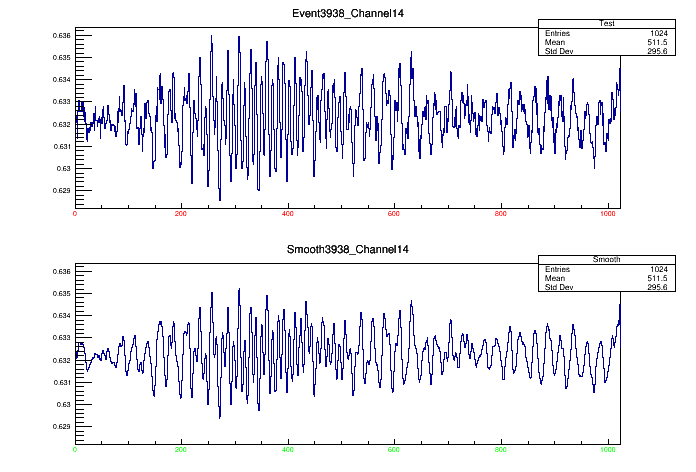 Event3938_Channel14
Test
Entries 1024
Mean 511.5
Std Dev 295.6
0.636
0.635
0.634
0.633
0.632
0.631
0.63
0.629
0 200 400 600 800 1000
Smooth3938_Channel14
Smooth
Entries 1024
Mean 511.5
Std Dev 295.6
0.636
0.635
0.634
0.633
0.632
0.631
0.63
0.629
0 200 400 600 800 1000